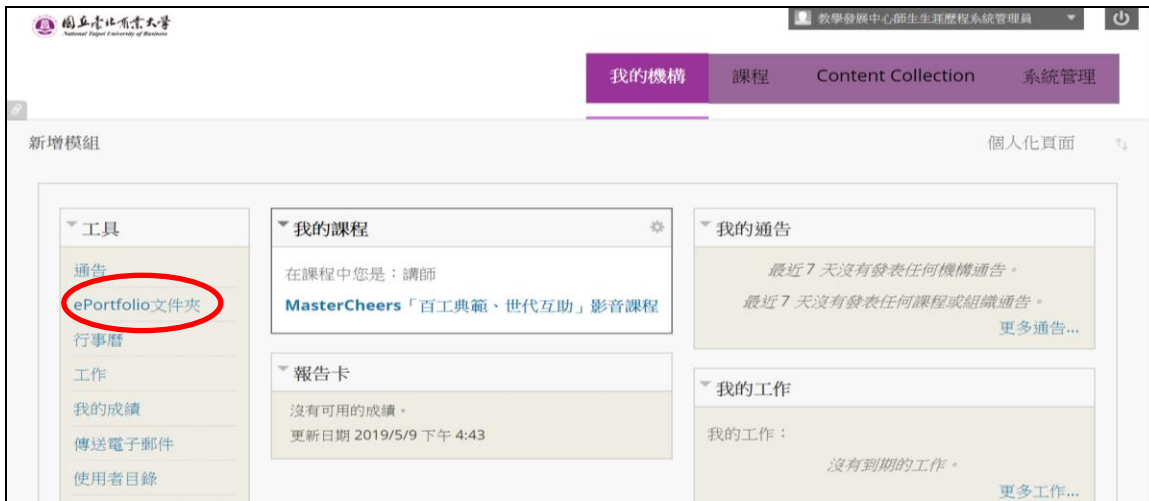 國立臺北商業大學
National Taipei University of Business
教學發展中心師生生涯歷程系統管理員
我的機構
課程
Content Collection
系統管理
新增模組
個人化頁面
工具
通告
ePortfolio文件夾
行事曆
工作
我的成績
傳送電子郵件
使用者目錄
我的課程
在課程中您是：講師
MasterCheers「百工典範、世代互助」影音課程
報告卡
沒有可用的成績。
更新日期 2019/5/9 下午 4:43
我的通告
最近 7 天沒有發表任何機構通告。
最近 7 天沒有發表任何課程或組織通告。
更多通告...
我的工作
我的工作：
沒有到期的工作。
更多工作...